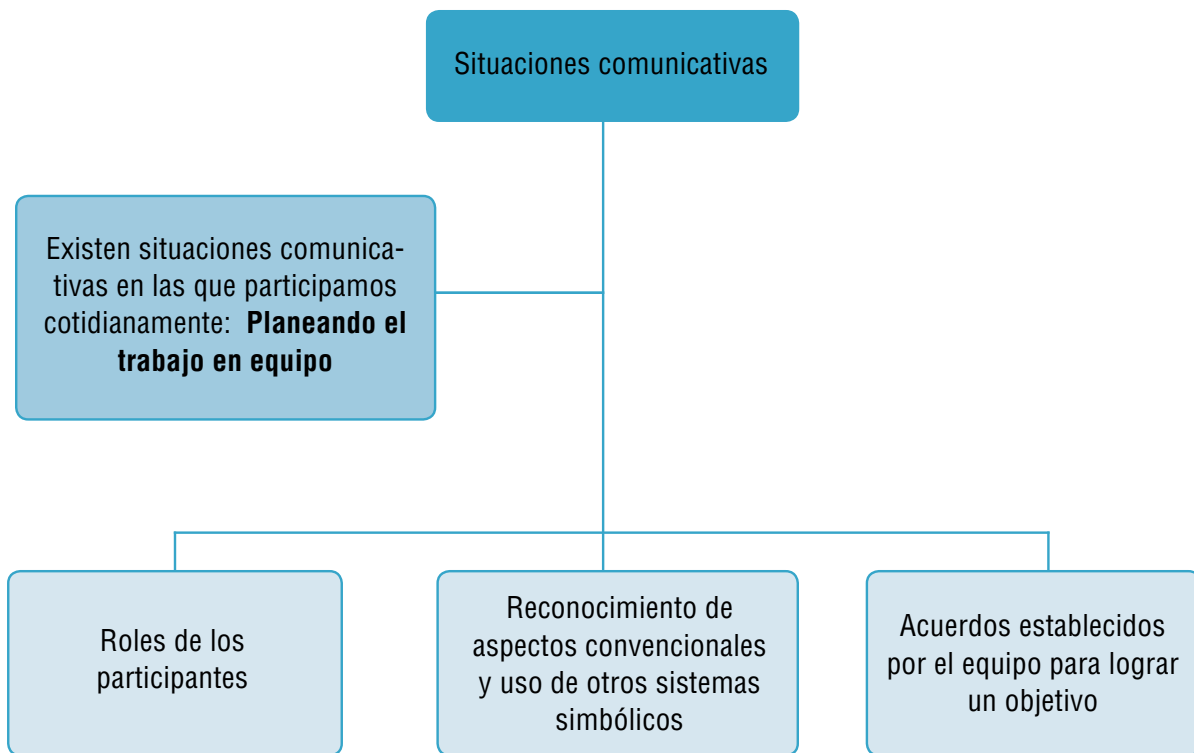 Situaciones comunicativas
Existen situaciones comunica-
tivas en las que participamos
cotidianamente: Planeando el
trabajo en equipo
Roles de los
participantes
Reconocimiento de
aspectos convencionales
y uso de otros sistemas
simbólicos
Acuerdos establecidos
por el equipo para lograr
un objetivo